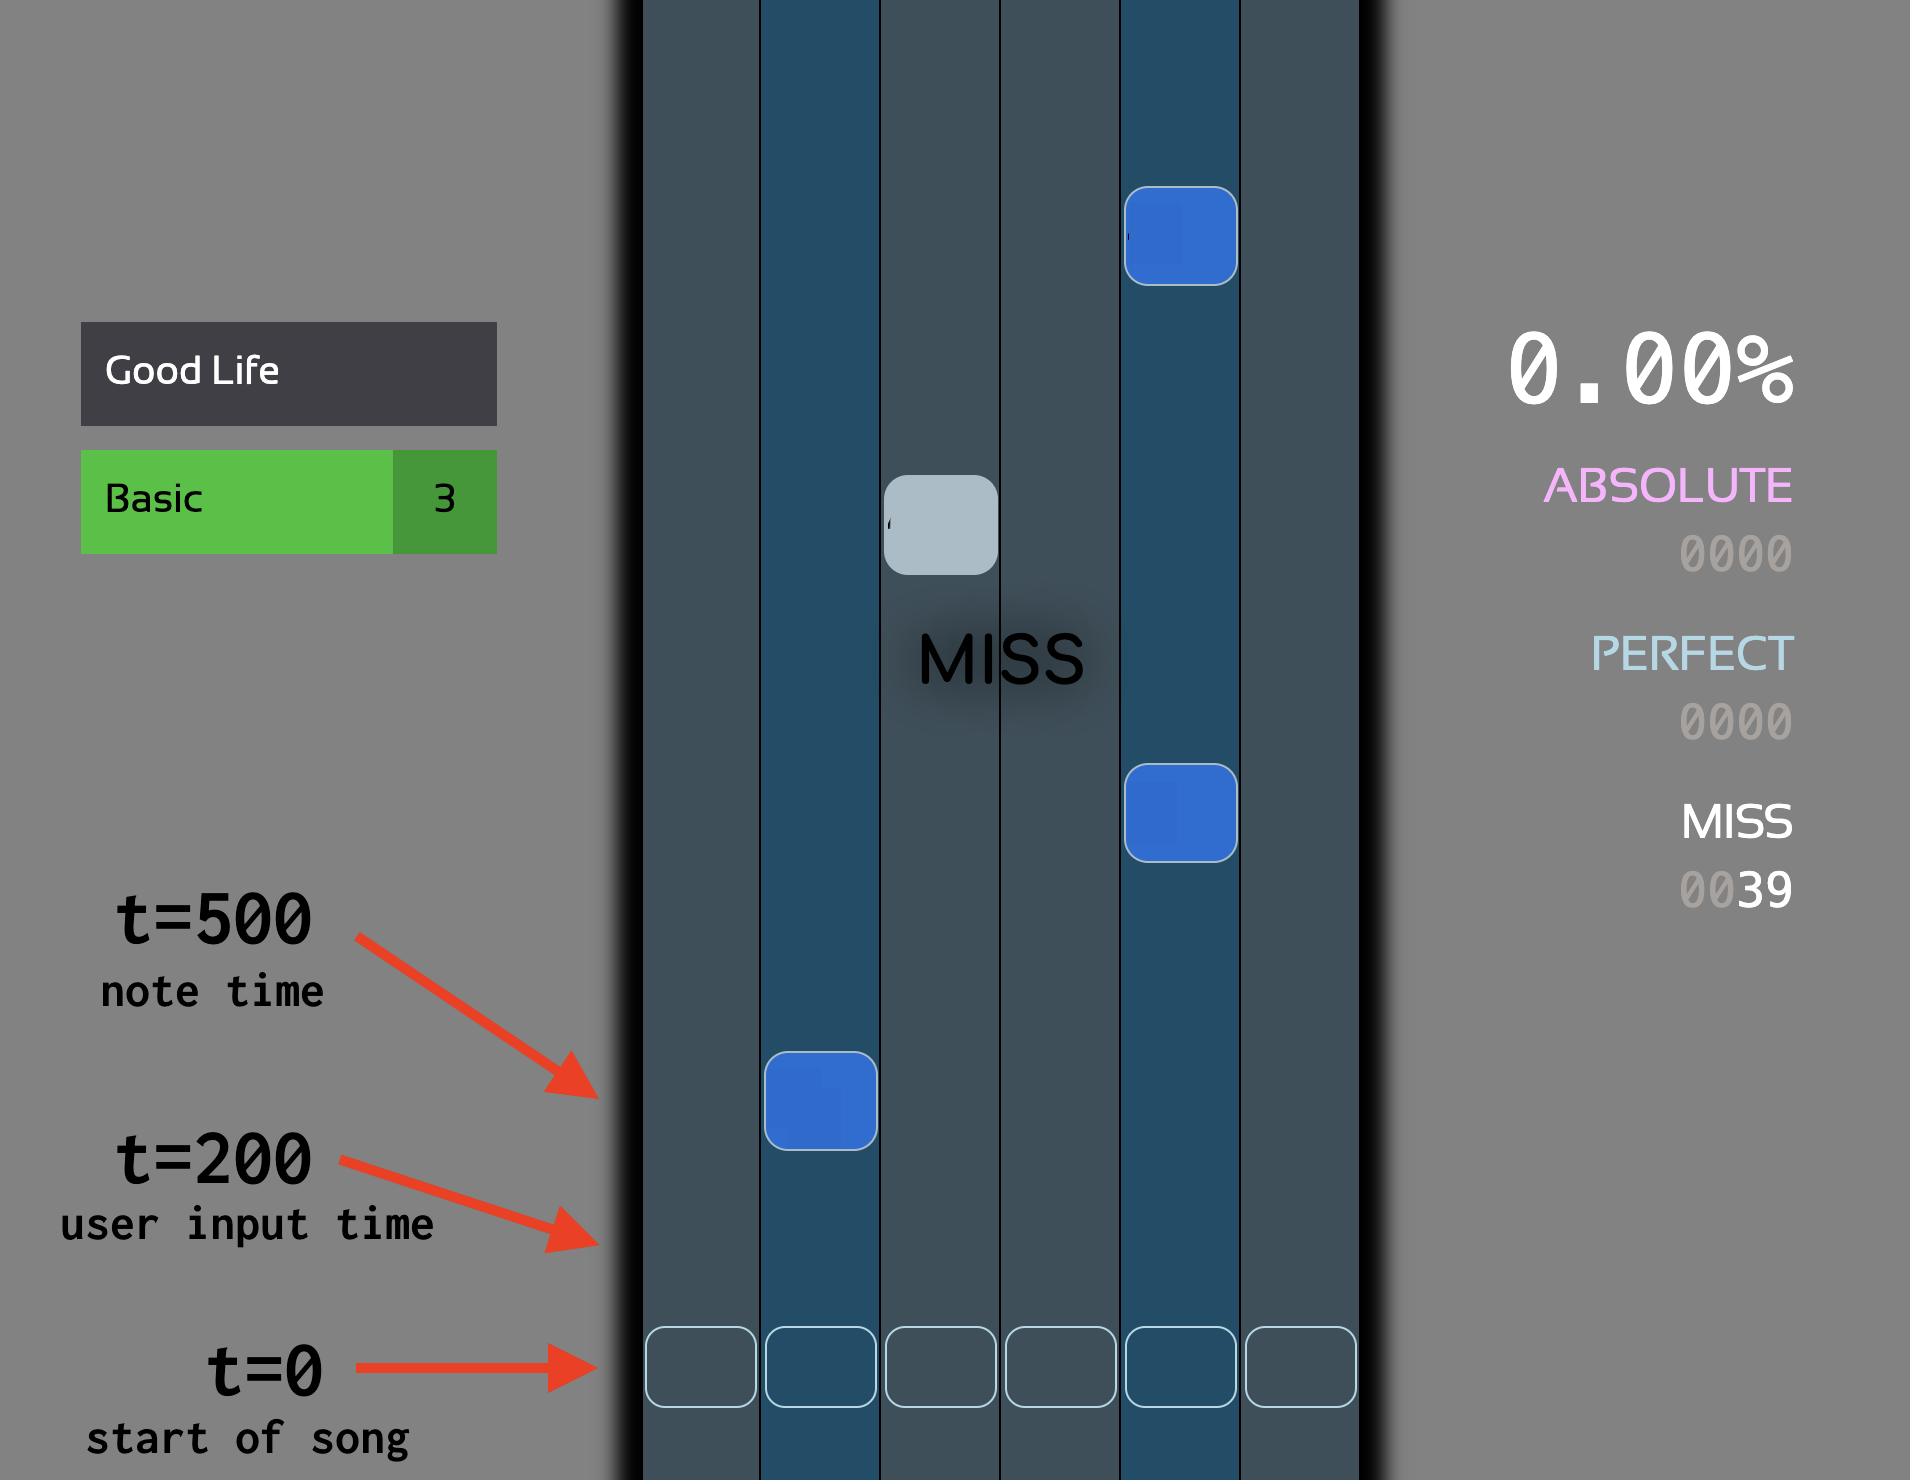 Good Life
Basic 3
t=500
note time
t=200
user input time
t=0
start of song
MISS
0.00%
ABSOLUTE
0000
PERFECT
0000
MISS
0039